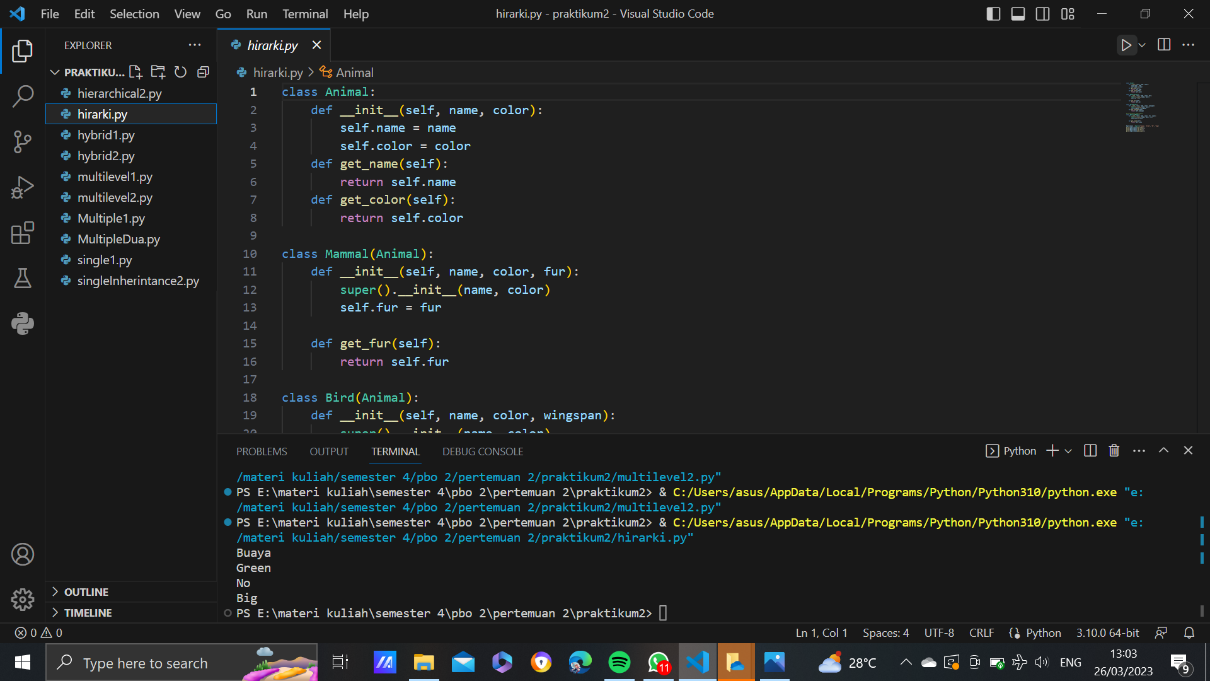 File Edit Selection View Go Run Terminal Help
hirarki.py - praktikum2 - Visual Studio Code
EXPLORER
PRAKTIKU...
hierarchical2.py
hirarki.py
hybrid1.py
hybrid2.py
multilevel1.py
multilevel2.py
Multiple1.py
MultipleDua.py
single1.py
singleInherintance2.py
OUTLINE
TIMELINE
hirarki.py
hirarki.py > Animal
1 class Animal:
2 def __init__(self, name, color):
3 self.name = name
4 self.color = color
5 def get_name(self):
6 return self.name
7 def get_color(self):
8 return self.color
9
10 class Mammal(Animal):
11 def __init__(self, name, color, fur):
12 super().__init__(name, color)
13 self.fur = fur
14
15 def get_fur(self):
16 return self.fur
17
18 class Bird(Animal):
19 def __init__(self, name, color, wingspan):
20 super().__init__(name, color)
PROBLEMS OUTPUT TERMINAL DEBUG CONSOLE
Python
/materi kuliah/semester 4/pbo 2/pertemuan 2/praktikum2/multilevel2.py"
PS E:\materi kuliah\semester 4\pbo 2\pertemuan 2\praktikum2> & C:/Users/asus/AppData/Local/Programs/Python/Python310/python.exe "e:
/materi kuliah/semester 4/pbo 2/pertemuan 2/praktikum2/multilevel2.py"
PS E:\materi kuliah\semester 4\pbo 2\pertemuan 2\praktikum2> & C:/Users/asus/AppData/Local/Programs/Python/Python310/python.exe "e:
/materi kuliah/semester 4/pbo 2/pertemuan 2/praktikum2/hirarki.py"
Buaya
Green
No
Big
PS E:\materi kuliah\semester 4\pbo 2\pertemuan 2\praktikum2>
0 0
Ln 1, Col 1 Spaces: 4 UTF-8 CRLF Python 3.10.0 64-bit
Type here to search
11
28°C
ENG
13:03
26/03/2023
9